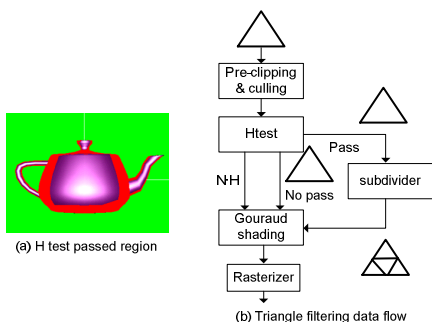 Pre-clipping
& culling
Htest
Pass
N·H
No pass
subdivider
Gouraud
shading
Rasterizer
(a) H test passed region
(b) Triangle filtering data flow